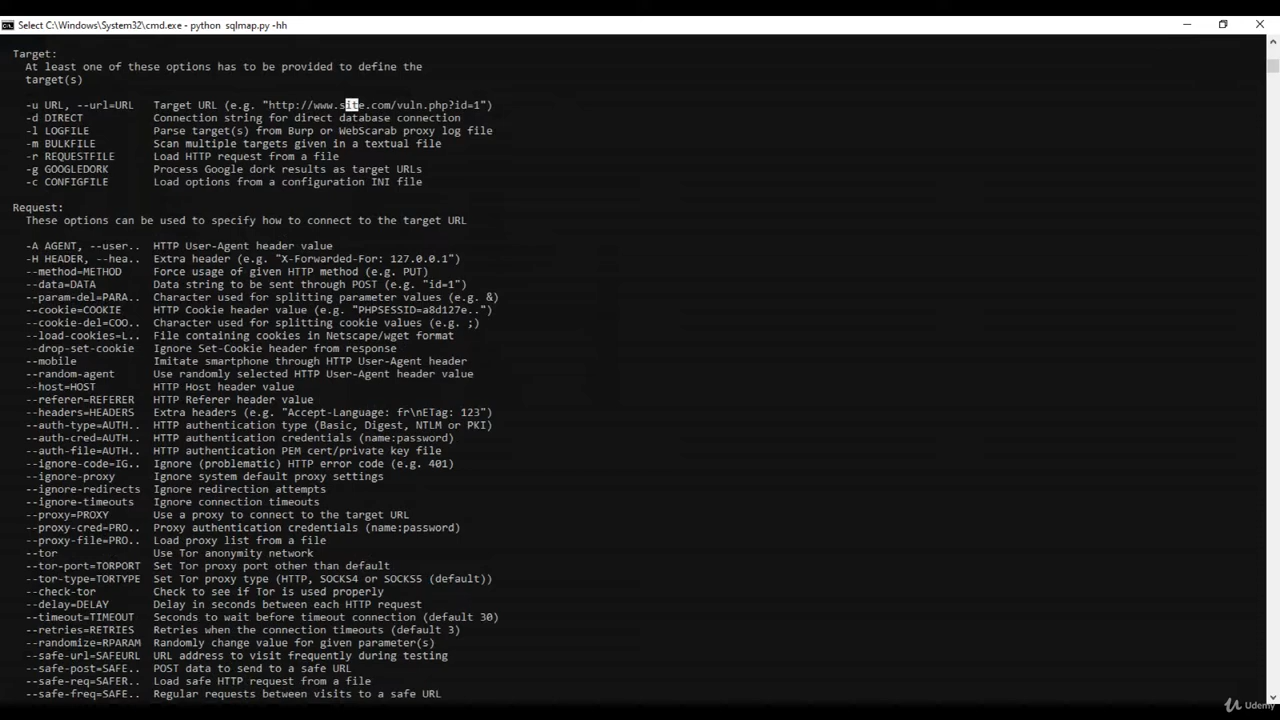 Select C:\Windows\System32\cmd.exe - python  sqlmap.py -hh
Target:
At least one of these options has to be provided to define the
target(s)
-u URL, --url=URL   Target URL (e.g. "http://www.site.com/vuln.php?id=1")
-d DIRECT           Connection string for direct database connection
-l LOGFILE          Parse target(s) from Burp or WebScarab proxy log file
-m BULKFILE         Scan multiple targets given in a textual file
-r REQUESTFILE      Load HTTP request from a file
-g GOOGLEDORK       Process Google dork results as target URLs
-c CONFIGFILE       Load options from a configuration INI file
Request:
These options can be used to specify how to connect to the target URL
-A AGENT, --user..  HTTP User-Agent header value
-H HEADER, --hea..  Extra header (e.g. "X-Forwarded-For: 127.0.0.1")
--method=METHOD     Force usage of given HTTP method (e.g. PUT)
--data=DATA         Data string to be sent through POST (e.g. "id=1")
--param-del=PARA..  Character used for splitting parameter values (e.g. &)
--cookie=COOKIE     HTTP Cookie header value (e.g. "PHPSESSID=a8d127e..")
--cookie-del=COO..  Character used for splitting cookie values (e.g. ;)
--load-cookies=L..  File containing cookies in Netscape/wget format
--drop-set-cookie   Ignore Set-Cookie header from response
--mobile            Imitate smartphone through HTTP User-Agent header
--random-agent      Use randomly selected HTTP User-Agent header value
--host=HOST         HTTP Host header value
--referer=REFERER   HTTP Referer header value
--headers=HEADERS   Extra headers (e.g. "Accept-Language: fr\nETag: 123")
--auth-type=AUTH..  HTTP authentication type (Basic, Digest, NTLM or PKI)
--auth-cred=AUTH..  HTTP authentication credentials (name:password)
--auth-file=AUTH..  HTTP authentication PEM cert/private key file
--ignore-code=IG..  Ignore (problematic) HTTP error code (e.g. 401)
--ignore-proxy      Ignore system default proxy settings
--ignore-redirects  Ignore redirection attempts
--ignore-timeouts   Ignore connection timeouts
--proxy=PROXY       Use a proxy to connect to the target URL
--proxy-cred=PRO..  Proxy authentication credentials (name:password)
--proxy-file=PRO..  Load proxy list from a file
--tor               Use Tor anonymity network
--tor-port=TORPORT  Set Tor proxy port other than default
--tor-type=TORTYPE  Set Tor proxy type (HTTP, SOCKS4 or SOCKS5 (default))
--check-tor         Check to see if Tor is used properly
--delay=DELAY       Delay in seconds between each HTTP request
--timeout=TIMEOUT   Seconds to wait before timeout connection (default 30)
--retries=RETRIES   Retries when the connection timeouts (default 3)
--randomize=RPARAM  Randomly change value for given parameter(s)
--safe-url=SAFEURL  URL address to visit frequently during testing
--safe-post=SAFE..  POST data to send to a safe URL
--safe-req=SAFER..  Load safe HTTP request from a file
--safe-freq=SAFE..  Regular requests between visits to a safe URL
Udemy